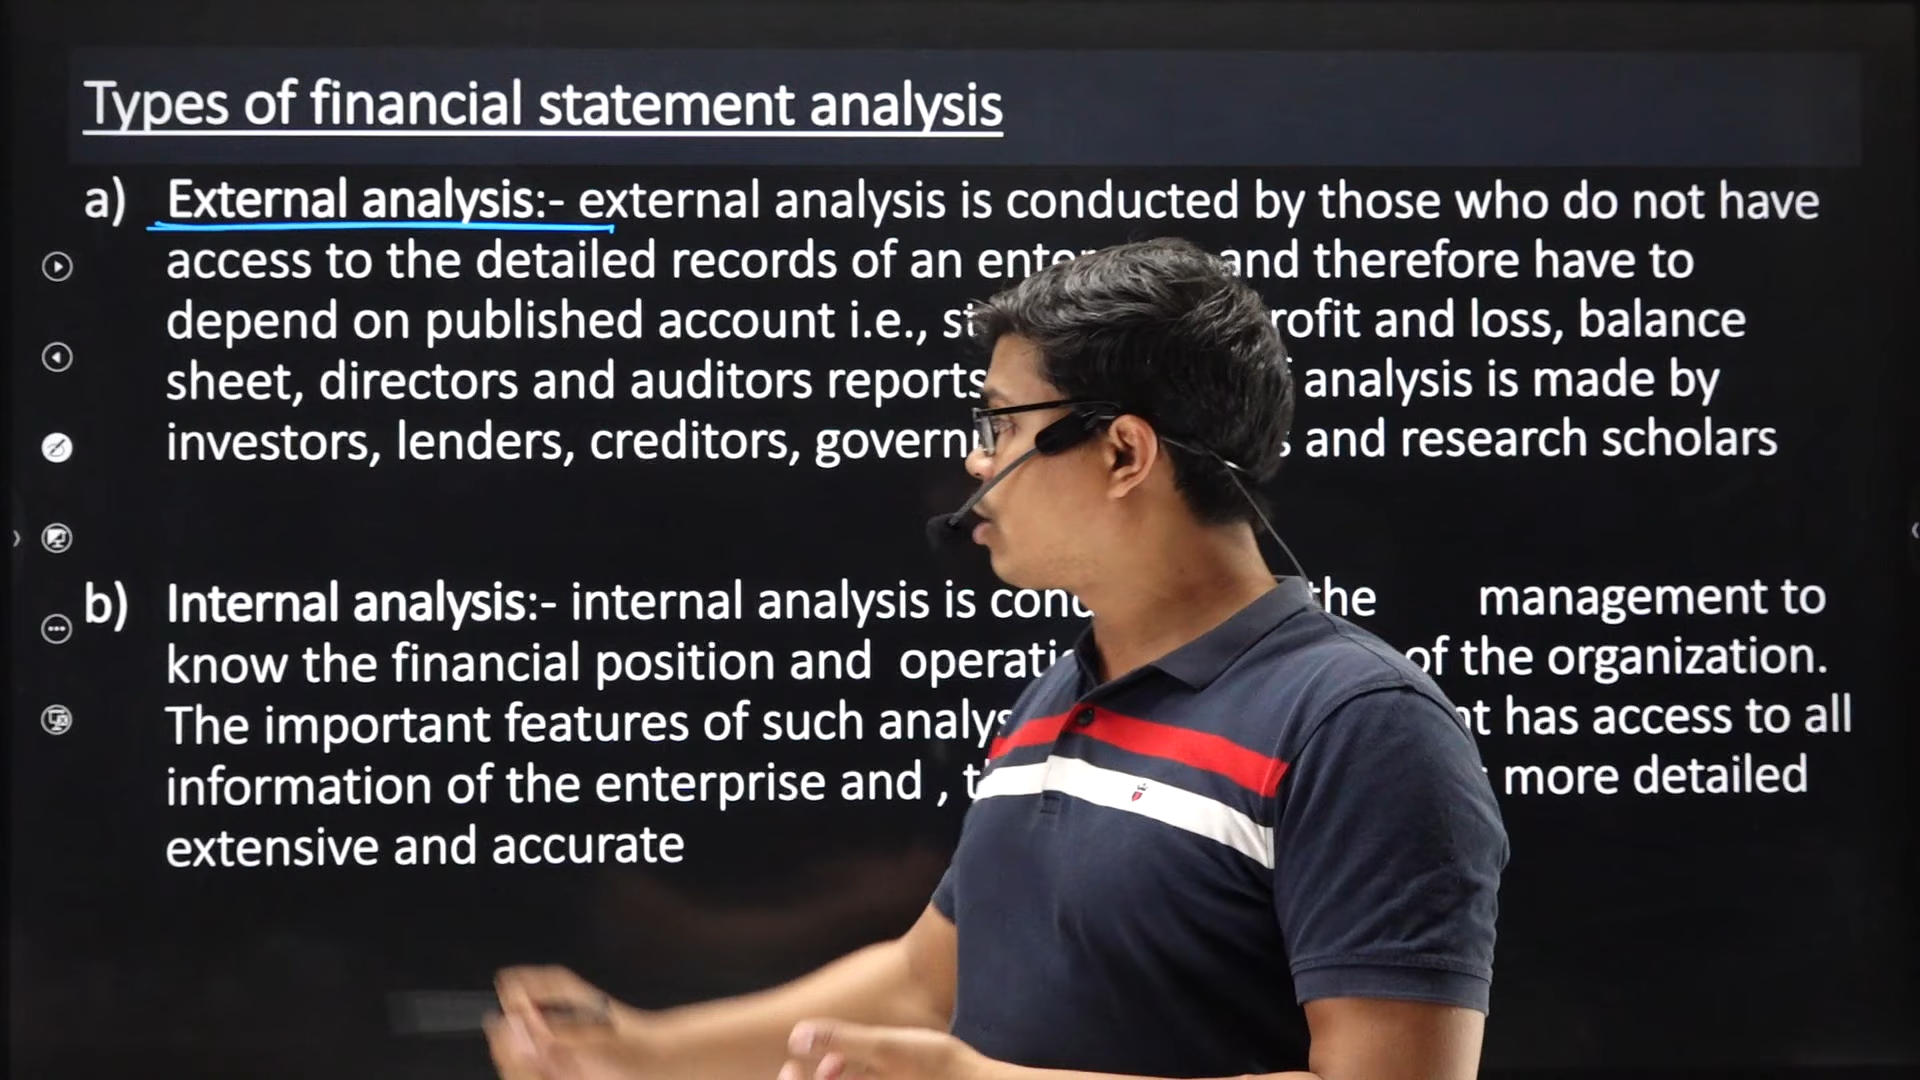 Types of financial statement analysis
a) External analysis:- external analysis is conducted by those who do not have
access to the detailed records of an and therefore have to
depend on published account i.e., and loss, balance
sheet, directors and auditors reports analysis is made by
investors, lenders, creditors, and research scholars
b) Internal analysis:- internal analysis is the management to
know the financial position and of the organization.
The important features of such has access to all
information of the enterprise and , more detailed
extensive and accurate